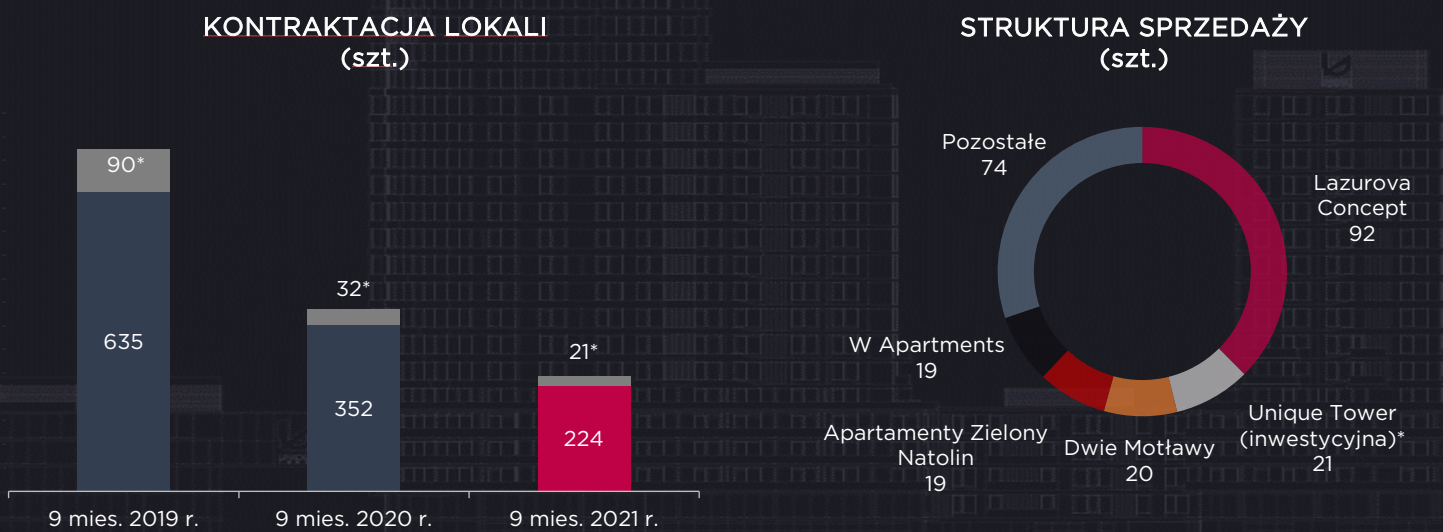 KONTRAKTACJA LOKALI
(szt.)
90*
635
32*
352
21*
224
9 mies. 2019 r.
9 mies. 2020 r.
9 mies. 2021 r.
STRUKTURA SPRZEDAŻY
(szt.)
Pozostałe
74
Lazurova
Concept
92
W Apartments
19
Apartamenty Zielony
Natolin
19
Dwie Motławy
20
Unique Tower
(inwestycyjna)*
21